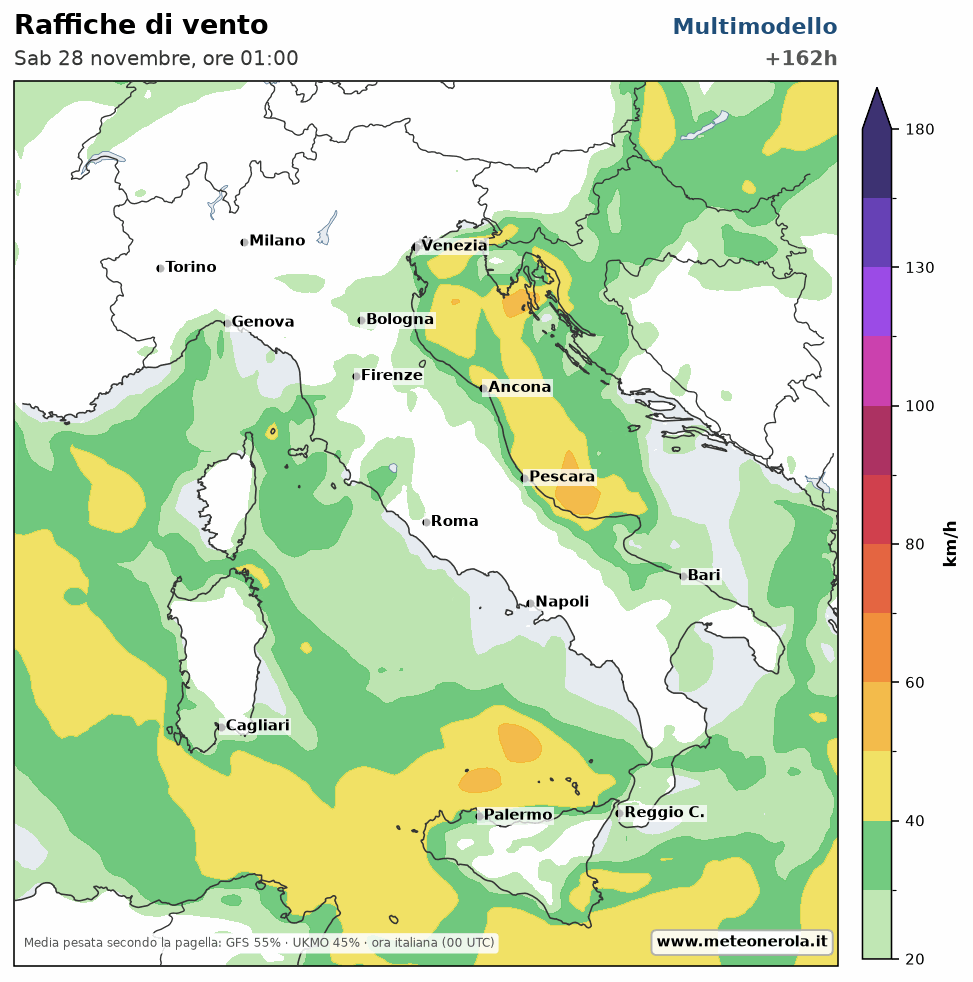 Raffiche di vento
Multimodello
Sab 28 novembre, ore 01:00
+162h
180
130
100
80
60
40
20
km/h
Venezia
Milano
Torino
Genova
Bologna
Firenze
Ancona
Pescara
Roma
Bari
Napoli
Cagliari
Palermo
Reggio C.
Media pesata secondo la pagella: GFS 55% · UKMO 45% · ora italiana (00 UTC)
www.meteonerola.it